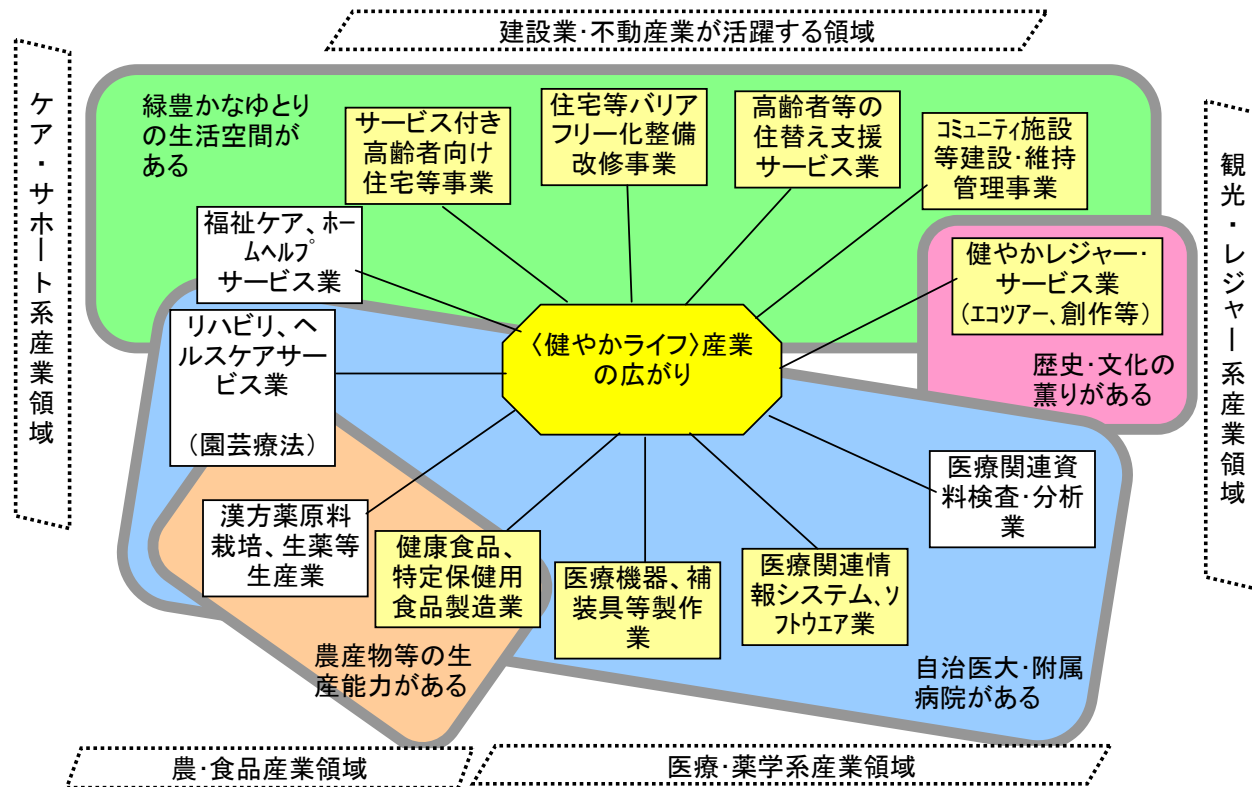 建設業･不動産業が活躍する領域
ケア・サポート系産業領域
緑豊かなゆとり
の生活空間が
ある
サービス付き
高齢者向け
住宅等事業
住宅等バリア
フリー化整備
改修事業
高齢者等の
住替え支援
サービス業
ｺﾐｭﾆﾃｨ施設
等建設･維持
管理事業
観光・レジャー系産業領域
福祉ケア、ﾎｰ
ﾑﾍﾙﾌﾟ
サービス業
健やかレジャー･
サービス業
(ｴｺﾂｱｰ､創作等)
リハビリ、ヘ
ルスケアサー
ビス業
(園芸療法)
〈健やかライフ〉産業
の広がり
歴史･文化の
薫りがある
医療関連資
料検査･分析
業
漢方薬原料
栽培、生薬等
生産業
健康食品、
特定保健用
食品製造業
医療機器、補
装具等製作
業
医療関連情
報システム､ソ
フトウエア業
農産物等の生
産能力がある
自治医大･附属
病院がある
農･食品産業領域
医療･薬学系産業領域